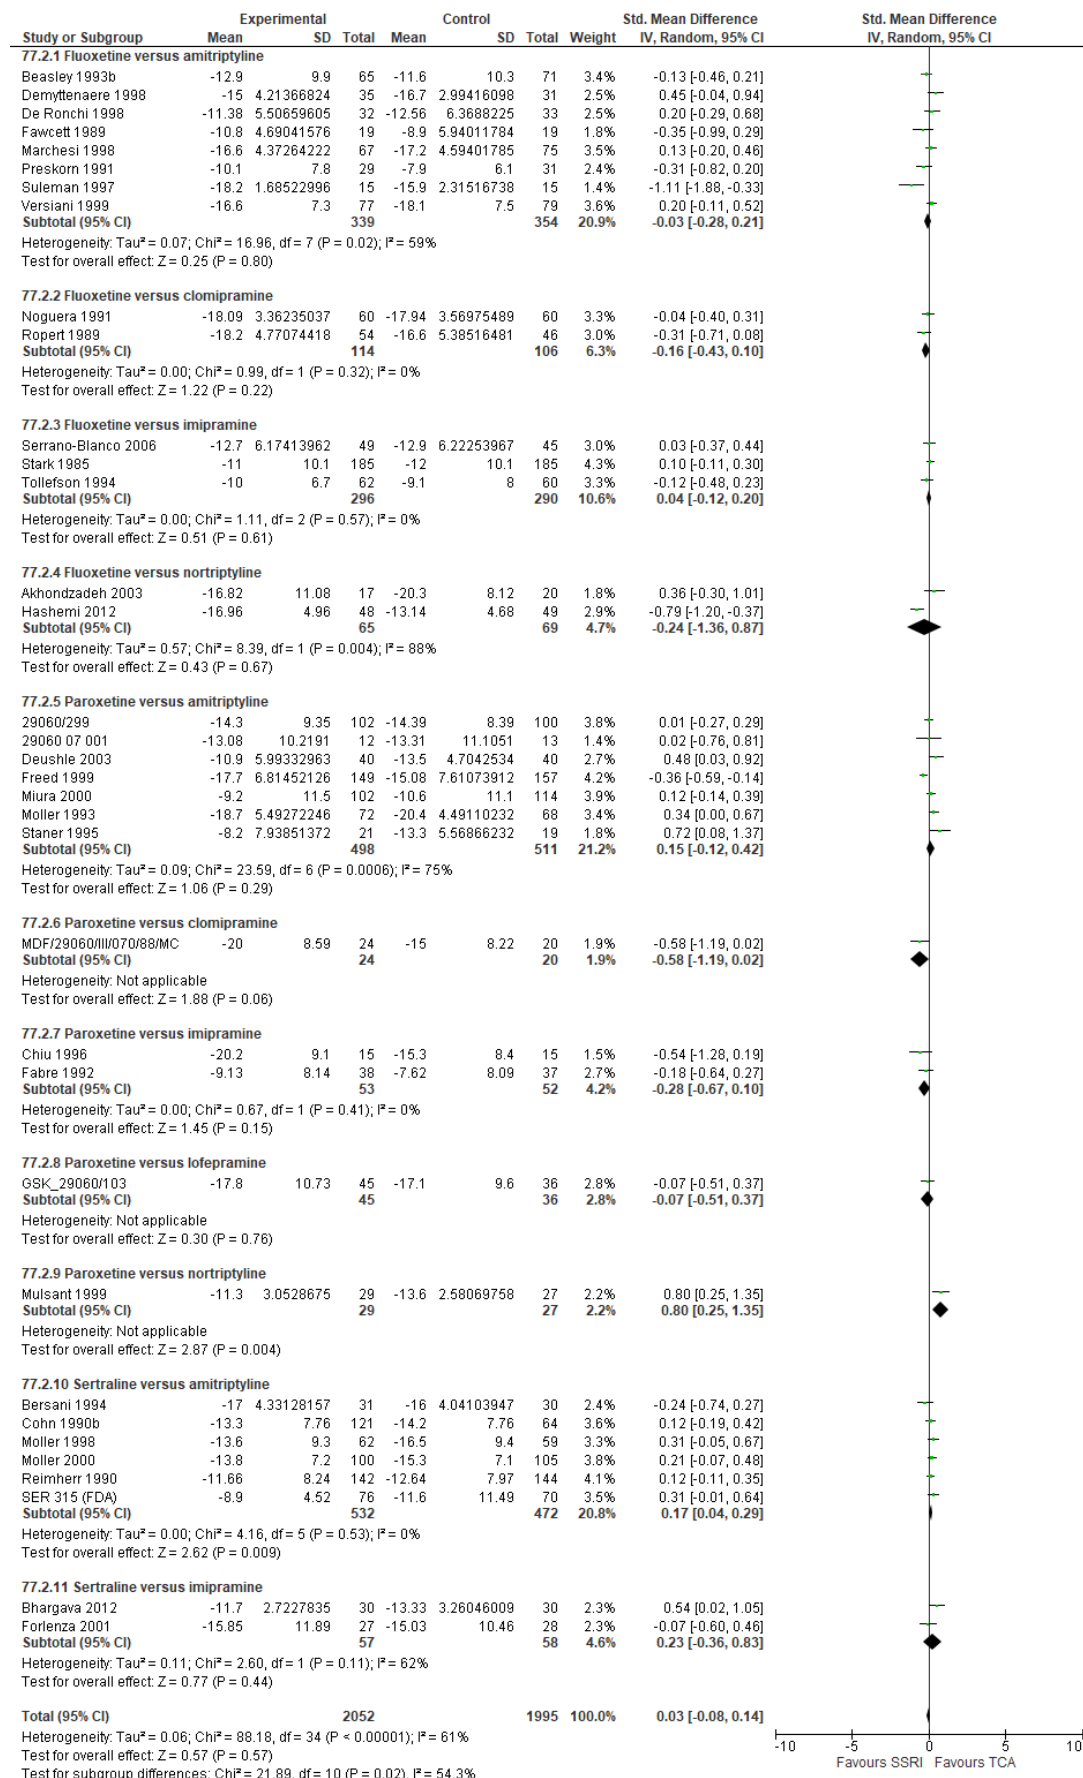 Experimental Control Std. Mean Difference Std. Mean Difference
Study or Subgroup Mean SD Total Mean SD Total Weight IV, Random, 95% CI IV, Random, 95% CI
77.2.1 Fluoxetine versus amitriptyline
Beasley 1993b -12.9 9.9 65 -11.6 10.3 71 3.4% -0.13 [-0.46, 0.21]
Demyttenaere 1998 -15 4.21366824 35 -16.7 2.99416098 31 2.5% 0.45 [-0.04, 0.94]
De Ronchi 1998 -11.38 5.50659605 32 -12.56 6.3688225 33 2.5% 0.20 [-0.29, 0.68]
Fawcett 1989 -10.8 4.69041576 19 -8.9 5.94011784 19 1.8% -0.35 [-0.99, 0.29]
Marchesi 1998 -16.6 4.37264222 67 -17.2 4.59401785 75 3.4% 0.13 [-0.20, 0.46]
Preskorn 1991 -10.1 7.8 29 -7.9 6.1 31 2.4% -0.31 [-0.82, 0.20]
Suleman 1997 -18.2 1.68522996 15 -15.9 2.31516738 15 1.4% -1.11 [-1.88, -0.33]
Versiani 1999 -16.6 7.3 77 -18.1 7.5 79 3.5% 0.20 [-0.11, 0.52]
Subtotal (95% CI) 339 354 20.9% -0.03 [-0.28, 0.21]
Heterogeneity: Tau² = 0.07; Chi² = 16.96, df = 7 (P = 0.02); I² = 59%
Test for overall effect: Z = 0.25 (P = 0.80)
77.2.2 Fluoxetine versus clomipramine
Noguera 1991 -18.09 3.36235037 60 -17.94 3.56975489 60 3.2% -0.04 [-0.40, 0.31]
Ropert 1989 -18.2 4.77074418 54 -16.6 5.38516481 46 3.0% -0.31 [-0.71, 0.08]
Subtotal (95% CI) 114 106 6.3% -0.16 [-0.43, 0.10]
Heterogeneity: Tau² = 0.00; Chi² = 0.99, df = 1 (P = 0.32); I² = 0%
Test for overall effect: Z = 1.22 (P = 0.22)
77.2.3 Fluoxetine versus imipramine
Serrano-Blanco 2006 -12.7 6.17413962 49 -12.9 6.22253967 45 3.0% 0.03 [-0.37, 0.44]
Stark 1985 -11 10.1 185 -12 10.1 185 4.3% 0.10 [-0.11, 0.30]
Tollefson 1994 -10 6.7 62 -9.1 8 60 3.3% -0.12 [-0.48, 0.23]
Subtotal (95% CI) 296 290 10.6% 0.04 [-0.12, 0.20]
Heterogeneity: Tau² = 0.00; Chi² = 1.11, df = 2 (P = 0.57); I² = 0%
Test for overall effect: Z = 0.51 (P = 0.61)
77.2.4 Fluoxetine versus nortriptyline
Akhondzadeh 2003 -16.82 11.08 17 -20.3 8.12 20 1.8% 0.36 [-0.30, 1.01]
Hashemi 2012 -16.96 4.96 48 -13.14 4.68 49 2.9% -0.79 [-1.20, -0.37]
Subtotal (95% CI) 65 69 4.7% -0.24 [-1.36, 0.87]
Heterogeneity: Tau² = 0.57; Chi² = 8.39, df = 1 (P = 0.004); I² = 88%
Test for overall effect: Z = 0.43 (P = 0.67)
77.2.5 Paroxetine versus amitriptyline
29060/299 -14.3 9.35 102 -14.39 8.39 100 3.8% 0.01 [-0.27, 0.29]
29060 07 001 -13.08 10.2191 12 -13.31 11.1051 13 1.4% 0.02 [-0.76, 0.81]
Deushle 2003 -10.9 5.99332963 40 -13.5 4.7042534 40 2.7% 0.48 [0.03, 0.92]
Freed 1999 -17.7 6.81452126 149 -15.08 7.61073912 157 4.2% -0.36 [-0.59, -0.14]
Miura 2000 -9.2 11.5 102 -10.6 11.1 114 3.9% 0.12 [-0.14, 0.39]
Moller 1993 -18.7 5.49272246 72 -20.4 4.49110232 68 3.4% 0.34 [0.00, 0.67]
Staner 1995 -8.2 7.93851372 21 -13.3 5.56866232 19 1.8% 0.72 [0.08, 1.37]
Subtotal (95% CI) 498 511 21.2% 0.15 [-0.12, 0.42]
Heterogeneity: Tau² = 0.09; Chi² = 23.59, df = 6 (P = 0.0006); I² = 75%
Test for overall effect: Z = 1.06 (P = 0.29)
77.2.6 Paroxetine versus clomipramine
MDF/29060/III/070/88/MC -20 8.59 24 -15 8.22 20 1.9% -0.58 [-1.19, 0.02]
Subtotal (95% CI) 24 20 1.9% -0.58 [-1.19, 0.02]
Heterogeneity: Not applicable
Test for overall effect: Z = 1.88 (P = 0.06)
77.2.7 Paroxetine versus imipramine
Chiu 1996 -20.2 9.1 15 -15.3 8.4 15 1.5% -0.54 [-1.28, 0.19]
Fabre 1992 -9.13 8.14 38 -7.62 8.09 37 2.7% -0.18 [-0.64, 0.27]
Subtotal (95% CI) 53 52 4.2% -0.28 [-0.67, 0.10]
Heterogeneity: Tau² = 0.00; Chi² = 0.67, df = 1 (P = 0.41); I² = 0%
Test for overall effect: Z = 1.45 (P = 0.15)
77.2.8 Paroxetine versus lofepramine
GSK_29060/103 -17.8 10.73 45 -17.1 9.6 36 2.8% -0.07 [-0.51, 0.37]
Subtotal (95% CI) 45 36 2.8% -0.07 [-0.51, 0.37]
Heterogeneity: Not applicable
Test for overall effect: Z = 0.30 (P = 0.76)
77.2.9 Paroxetine versus nortriptyline
Mulsant 1999 -11.3 3.0528675 29 -13.6 2.58069758 27 2.2% 0.80 [0.25, 1.35]
Subtotal (95% CI) 29 27 2.2% 0.80 [0.25, 1.35]
Heterogeneity: Not applicable
Test for overall effect: Z = 2.87 (P = 0.004)
77.2.10 Sertraline versus amitriptyline
Bersani 1994 -17 4.33128157 31 -16 4.04103947 30 2.4% -0.24 [-0.74, 0.27]
Cohn 1990b -13.3 7.76 121 -14.2 7.76 64 3.6% 0.12 [-0.19, 0.42]
Moller 1998 -13.6 9.3 62 -16.5 9.4 59 3.3% 0.31 [-0.05, 0.67]
Moller 2000 -13.8 7.2 100 -15.3 7.1 105 3.8% 0.21 [-0.07, 0.48]
Reimherr 1990 -11.66 8.24 142 -12.64 7.97 144 4.1% 0.12 [-0.11, 0.35]
SER 315 (FDA) -8.9 4.52 76 -11.6 11.49 70 3.5% 0.31 [-0.01, 0.64]
Subtotal (95% CI) 532 472 20.8% 0.17 [0.04, 0.29]
Heterogeneity: Tau² = 0.00; Chi² = 4.16, df = 5 (P = 0.53); I² = 0%
Test for overall effect: Z = 2.62 (P = 0.009)
77.2.11 Sertraline versus imipramine
Bhargava 2012 -11.7 2.7227835 30 -13.33 3.26046009 30 2.3% 0.54 [0.02, 1.05]
Forlenza 2001 -15.85 11.89 27 -15.03 10.46 28 2.3% -0.07 [-0.60, 0.46]
Subtotal (95% CI) 57 58 4.6% 0.23 [-0.36, 0.83]
Heterogeneity: Tau² = 0.11; Chi² = 2.60, df = 1 (P = 0.11); I² = 62%
Test for overall effect: Z = 0.77 (P = 0.44)
Total (95% CI) 2052 1995 100.0% 0.03 [-0.08, 0.14]
Heterogeneity: Tau² = 0.06; Chi² = 88.18, df = 34 (P < 0.00001); I² = 61%
Test for overall effect: Z = 0.57 (P = 0.57)
Test for subgroup differences: Chi² = 21.89, df = 10 (P = 0.02), I² = 54.3%
-10 -5 0 5 10
Favours SSRI Favours TCA